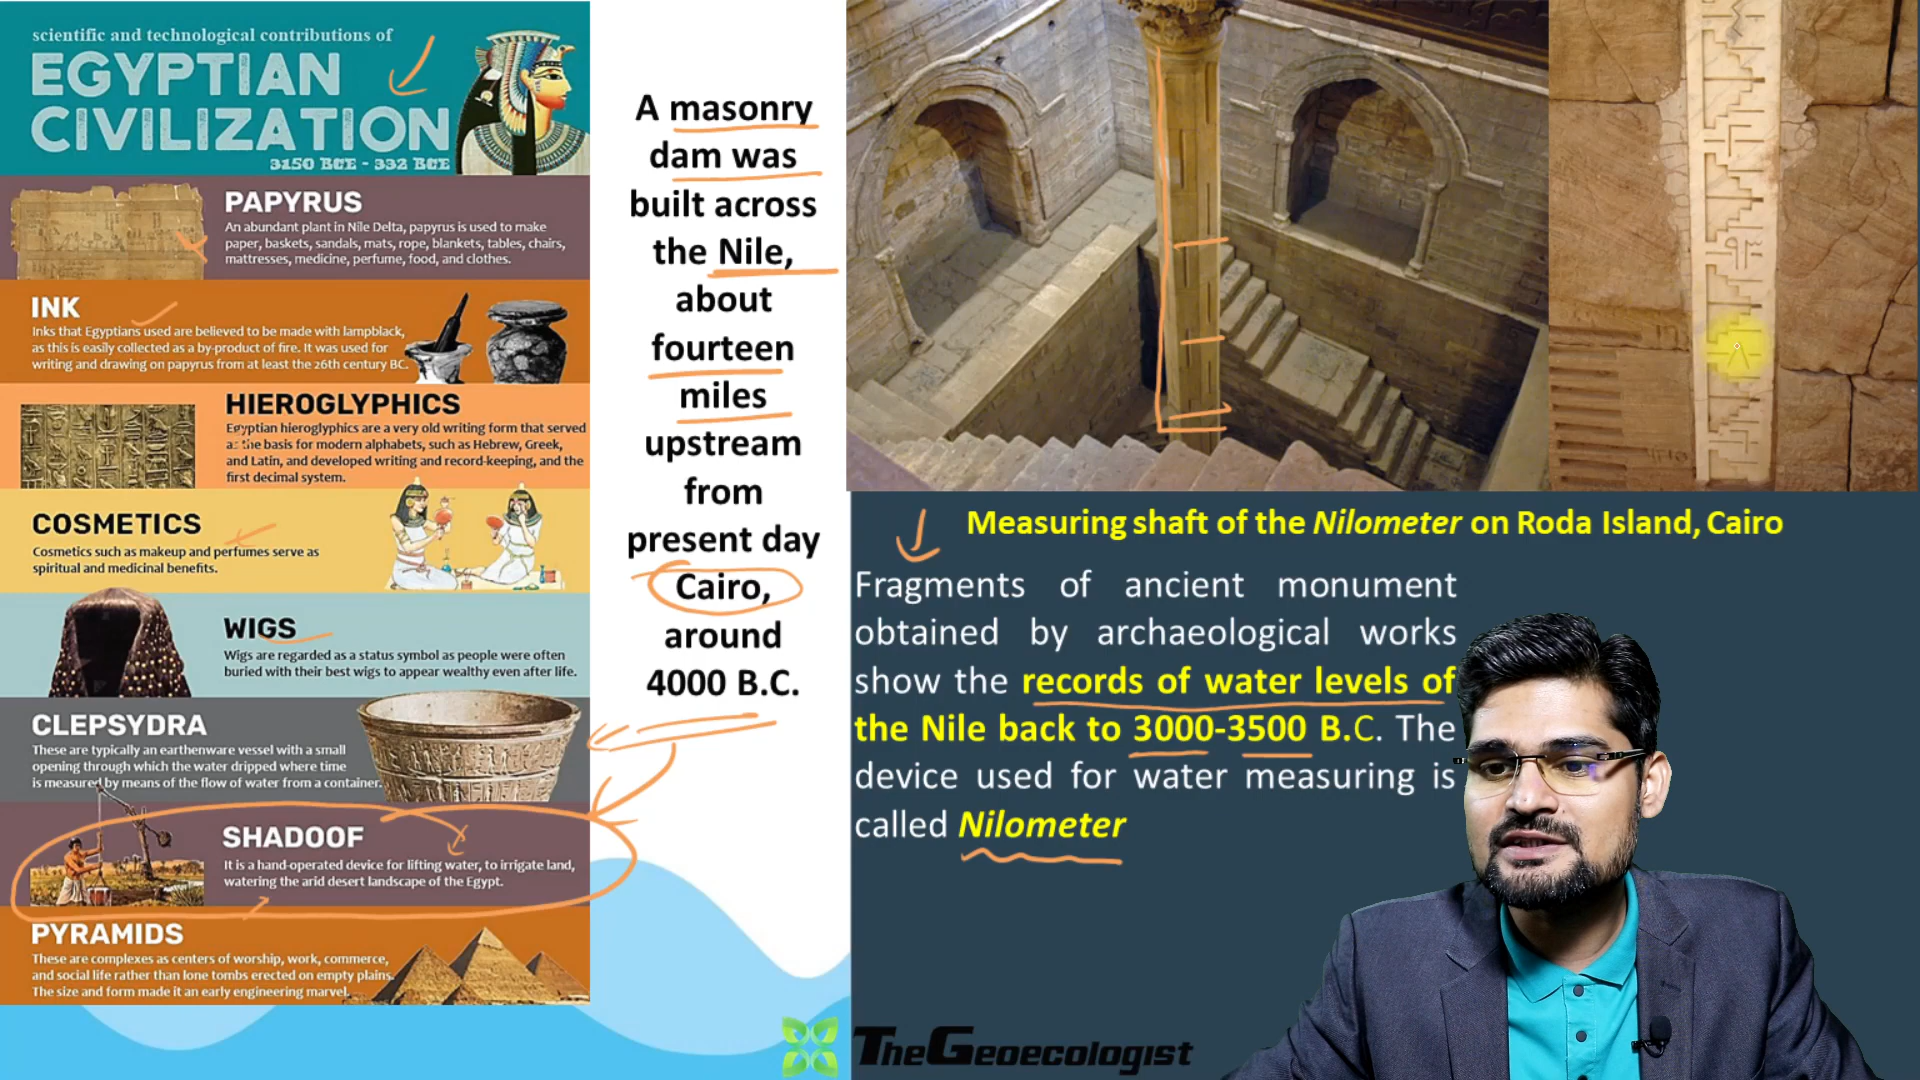 scientific and technological contributions of
EGYPTIAN
CIVILIZATION
3150 BCE - 332 BCE
PAPYRUS
An abundant plant in Nile Delta, papyrus is used to make
paper, baskets, sandals, mats, rope, blankets, tables, chairs,
mattresses, medicine, perfume, food, and clothes.
INK
Inks that Egyptians used are believed to be made with lampblack,
as this is easily collected as a by-product of fire. It was used for
writing and drawing on papyrus from at least the 26th century BC.
HIEROGLYPHICS
Egyptian hieroglyphics are a very old writing form that served
as the basis for modern alphabets, such as Hebrew, Greek,
and Latin, and developed writing and record-keeping, and the
first decimal system.
COSMETICS
Cosmetics such as makeup and perfumes serve as
spiritual and medicinal benefits.
WIGS
Wigs are regarded as a status symbol as people were often
buried with their best wigs to appear wealthy even after life.
CLEPSYDRA
These are typically an earthenware vessel with a small
opening through which the water dripped where time
is measured by means of the flow of water from a container.
SHADOOF
It is a hand-operated device for lifting water, to irrigate land,
watering the arid desert landscape of the Egypt.
PYRAMIDS
These are complexes as centers of worship, work, commerce,
and social life rather than lone tombs erected on empty plains.
The size and form made it an early engineering marvel.
A masonry
dam was
built across
the Nile,
about
fourteen
miles
upstream
from
present day
Cairo,
around
4000 B.C.
Measuring shaft of the Nilometer on Roda Island, Cairo
Fragments of ancient monument
obtained by archaeological works
show the records of water levels of
the Nile back to 3000-3500 B.C. The
device used for water measuring is
called Nilometer
TheGeoecologist